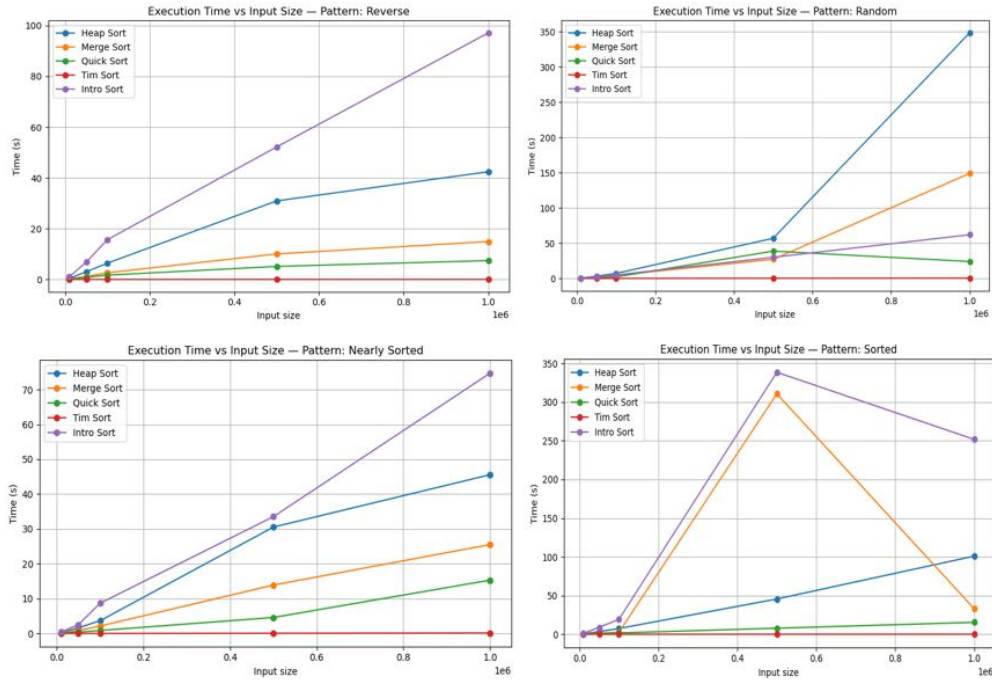 Execution Time vs Input Size — Pattern: Reverse
Heap Sort
Merge Sort
Quick Sort
Tim Sort
Intro Sort
Time (s)
100
80
60
40
20
0
0.0 0.2 0.4 0.6 0.8 1.0
1e6
Input size
Execution Time vs Input Size — Pattern: Random
Heap Sort
Merge Sort
Quick Sort
Tim Sort
Intro Sort
Time (s)
350
300
250
200
150
100
50
0
0.0 0.2 0.4 0.6 0.8 1.0
1e6
Input size
Execution Time vs Input Size — Pattern: Nearly Sorted
Heap Sort
Merge Sort
Quick Sort
Tim Sort
Intro Sort
Time (s)
70
60
50
40
30
20
10
0
0.0 0.2 0.4 0.6 0.8 1.0
1e6
Input size
Execution Time vs Input Size — Pattern: Sorted
Heap Sort
Merge Sort
Quick Sort
Tim Sort
Intro Sort
Time (s)
350
300
250
200
150
100
50
0
0.0 0.2 0.4 0.6 0.8 1.0
1e6
Input size